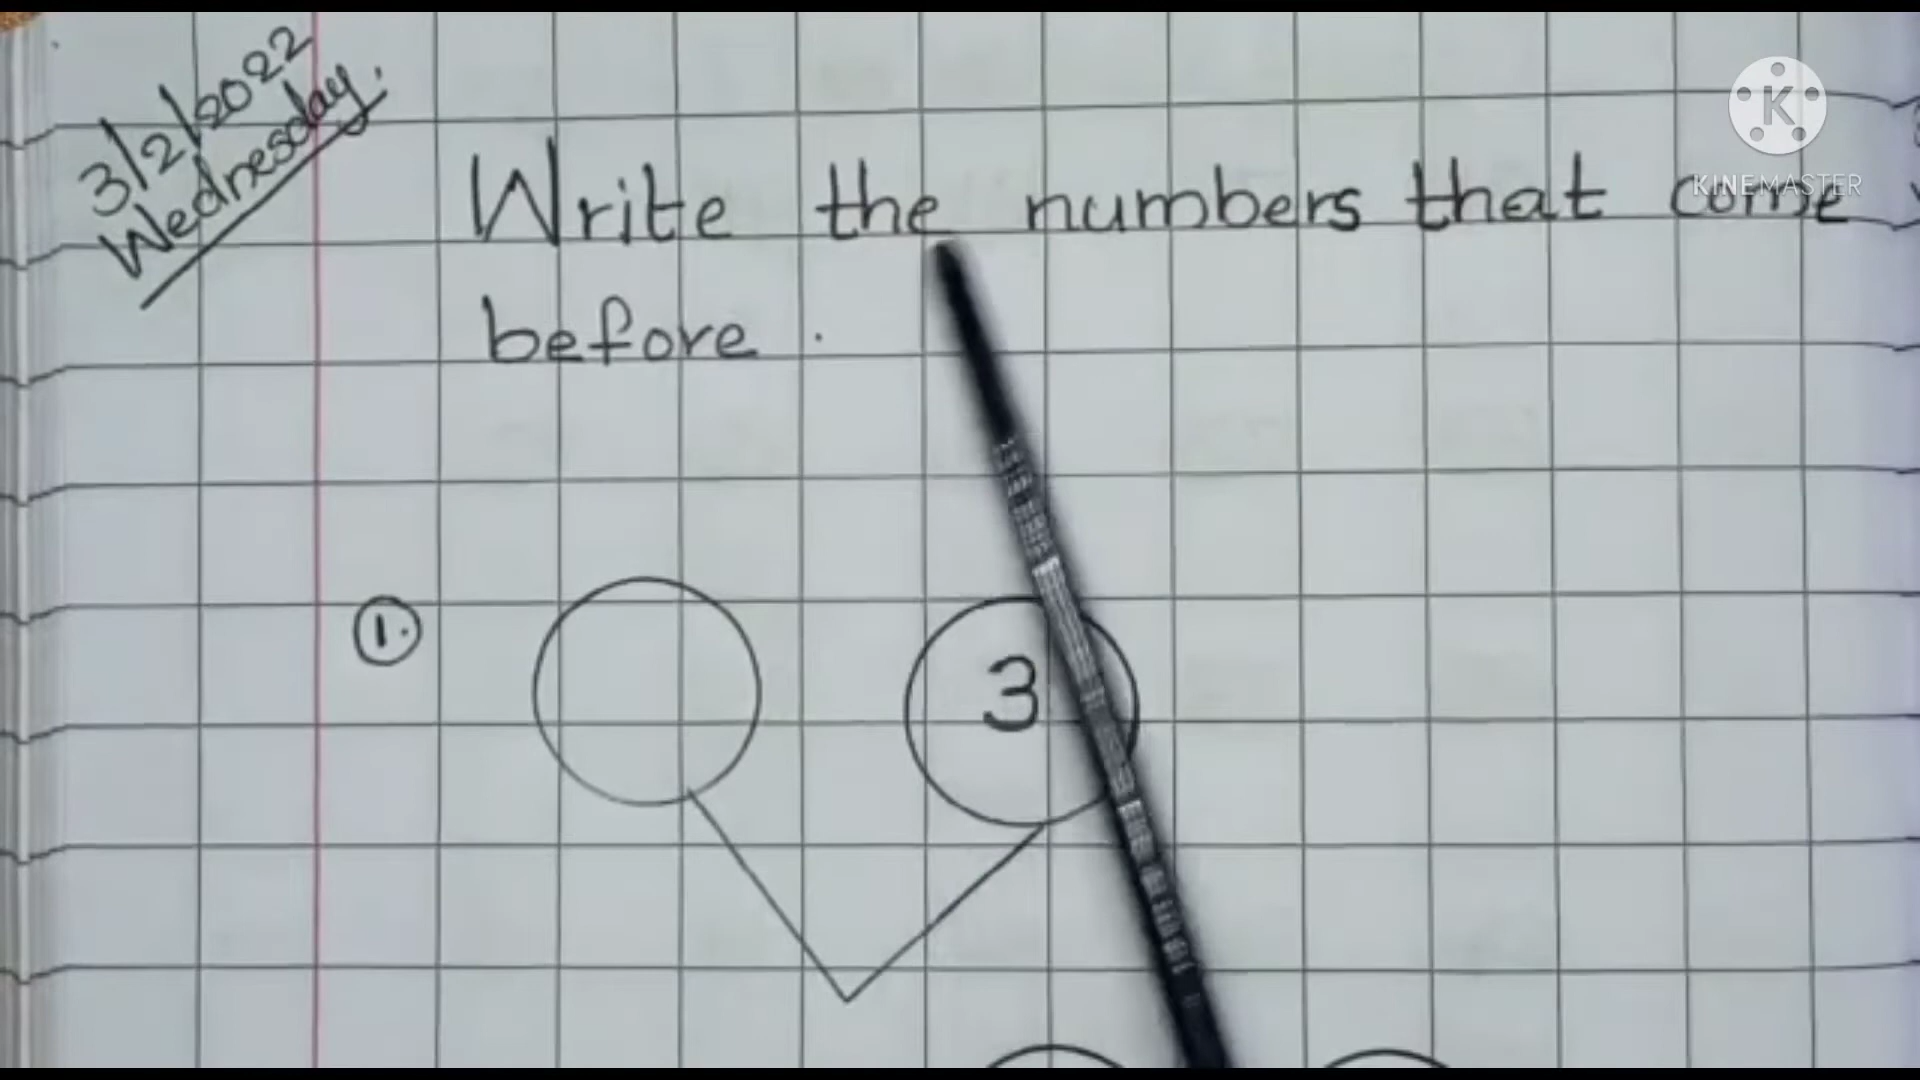 3/2/2022
Wednesday.
Write the numbers that come
before.
1.
3
K
KINEMASTER